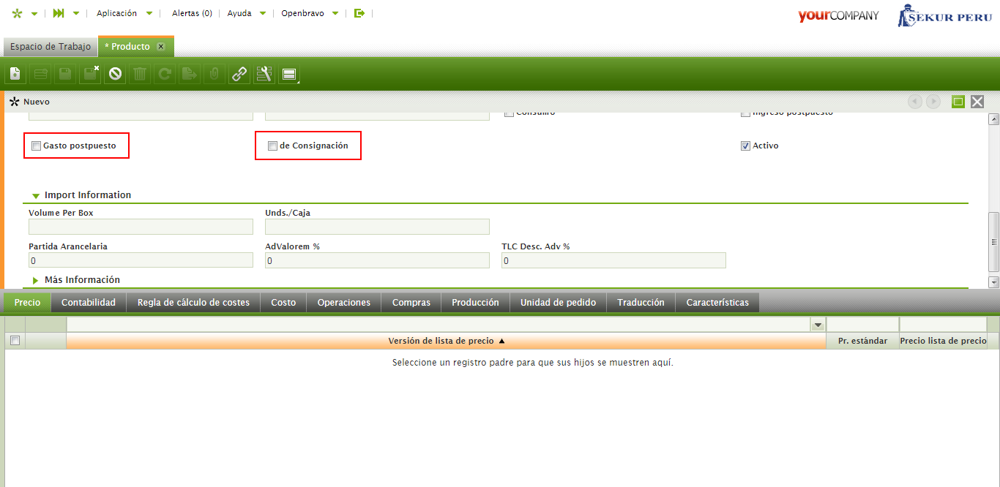 Aplicación Alertas (0) Ayuda Openbravo yourCOMPANY SEKUR PERU
Espacio de Trabajo * Producto
Nuevo
Consumo Ingreso postpuesto
Gasto postpuesto de Consignación Activo
Import Information
Volume Per Box Unds./Caja
Partida Arancelaria AdValorem % TLC Desc. Adv %
0 0 0
Más Información
Precio Contabilidad Regla de cálculo de costes Costo Operaciones Compras Producción Unidad de pedido Traducción Características
Versión de lista de precio Pr. estándar Precio lista de precio
Seleccione un registro padre para que sus hijos se muestren aquí.